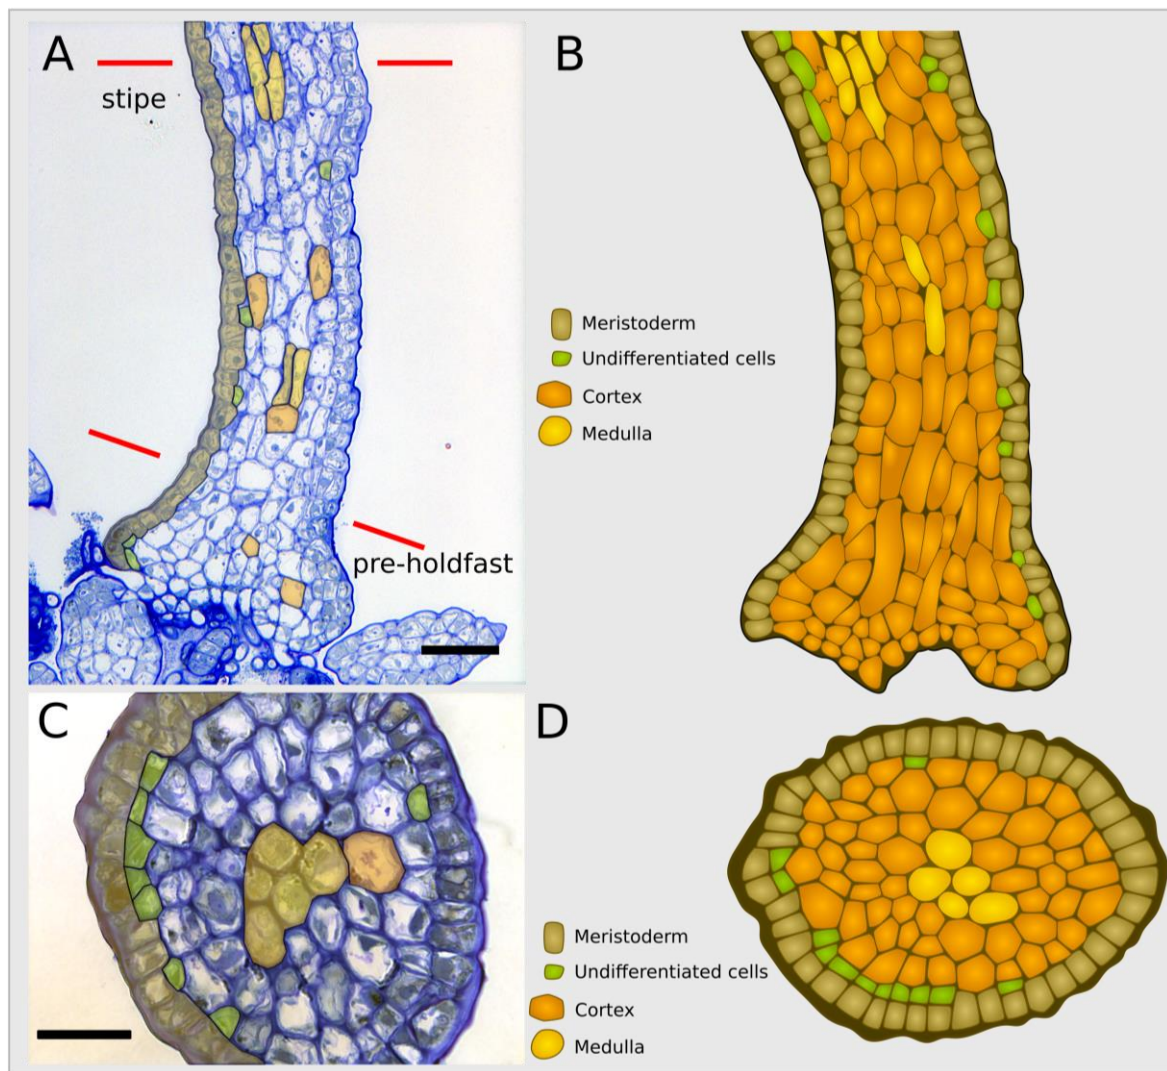 A
stipe
pre-holdfast
B
Meristoderm
Undifferentiated cells
Cortex
Medulla
C
D
Meristoderm
Undifferentiated cells
Cortex
Medulla